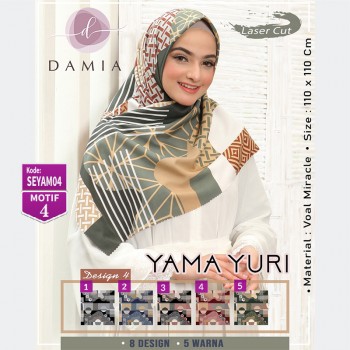 d
DAMIA
Laser Cut
• Material : Voal Miracle • Size : 110 x 110 Cm
Kode:
SEYAM04
MOTIF
4
YAMA YURI
Design 4
1 2 3 4 5
• 8 DESIGN • 5 WARNA